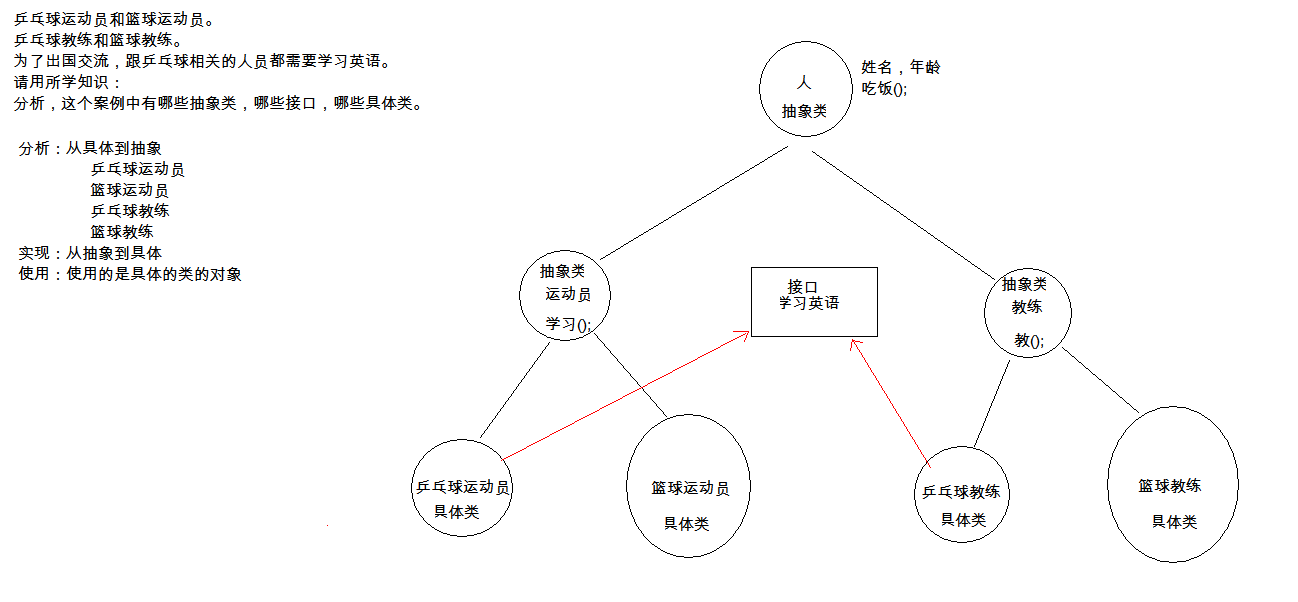 乒乓球运动员和篮球运动员。
乒乓球教练和篮球教练。
为了出国交流，跟乒乓球相关的人员都需要学习英语。
请用所学知识：
分析，这个案例中有哪些抽象类，哪些接口，哪些具体类。
分析：从具体到抽象
乒乓球运动员
篮球运动员
乒乓球教练
篮球教练
实现：从抽象到具体
使用：使用的是具体的类的对象
人
抽象类
姓名，年龄
吃饭();
抽象类
运动员
学习();
接口
学习英语
抽象类
教练
教();
乒乓球运动员
具体类
篮球运动员
具体类
乒乓球教练
具体类
篮球教练
具体类